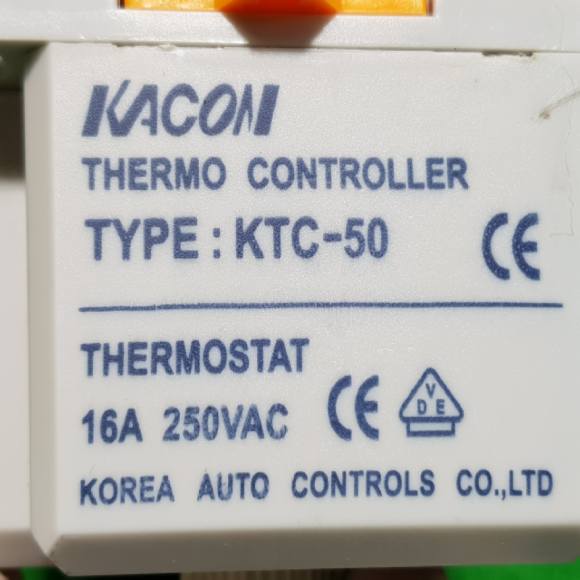 KACON
THERMO CONTROLLER
TYPE : KTC-50
CE
THERMOSTAT
16A 250VAC
CE
VDE
KOREA AUTO CONTROLS CO.,LTD